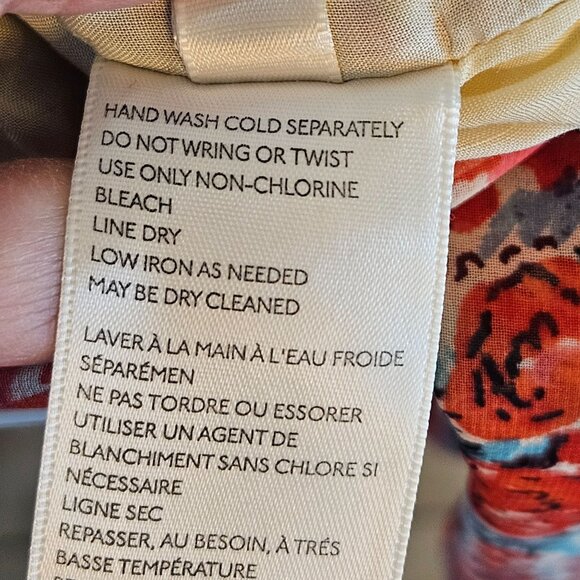 HAND WASH COLD SEPARATELY
DO NOT WRING OR TWIST
USE ONLY NON-CHLORINE
BLEACH
LINE DRY
LOW IRON AS NEEDED
MAY BE DRY CLEANED
LAVER À LA MAIN À L'EAU FROIDE
SÉPARÉMEN
NE PAS TORDRE OU ESSORER
UTILISER UN AGENT DE
BLANCHIMENT SANS CHLORE SI
NÉCESSAIRE
LIGNE SEC
REPASSER, AU BESOIN, À TRÉS
BASSE TEMPÉRATURE